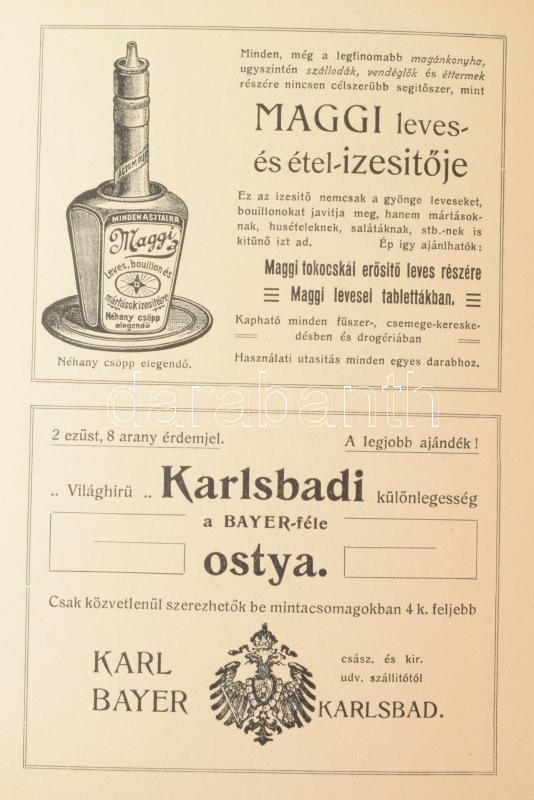 Minden, még a legfinomabb magánkonyha,
ugyszintén szállodák, vendéglők és éttermek
részére nincsen célszerübb segitőszer, mint
MAGGI leves-
és étel-izesitője
Ez az izesitő nemcsak a gyönge leveseket,
bouillonokat javitja meg, hanem mártások-
nak, husételeknek, salátáknak, stb.-nek is
kitünő izt ad. Ép igy ajánlhatók:
Maggi tokocskái erősitő leves részére
Maggi levesei tablettákban.
Kapható minden füszer-, csemege-kereske-
désben és drogériában
Használati utasitás minden egyes darabhoz.
MINDEN ASZTALRA
Maggi
Leves, bouillon és
mártások izesitésre
Néhany csöpp
elegendő
Néhany csöpp elegendő.
darabanth
2 ezüst, 8 arany érdemjel. A legjobb ajándék!
.. Világhirü .. Karlsbadi különlegesség
a BAYER-féle
ostya.
Csak közvetlenül szerezhetők be mintacsomagokban 4 k. feljebb
KARL
BAYER
csász. és kir.
udv. szállitótól
KARLSBAD.